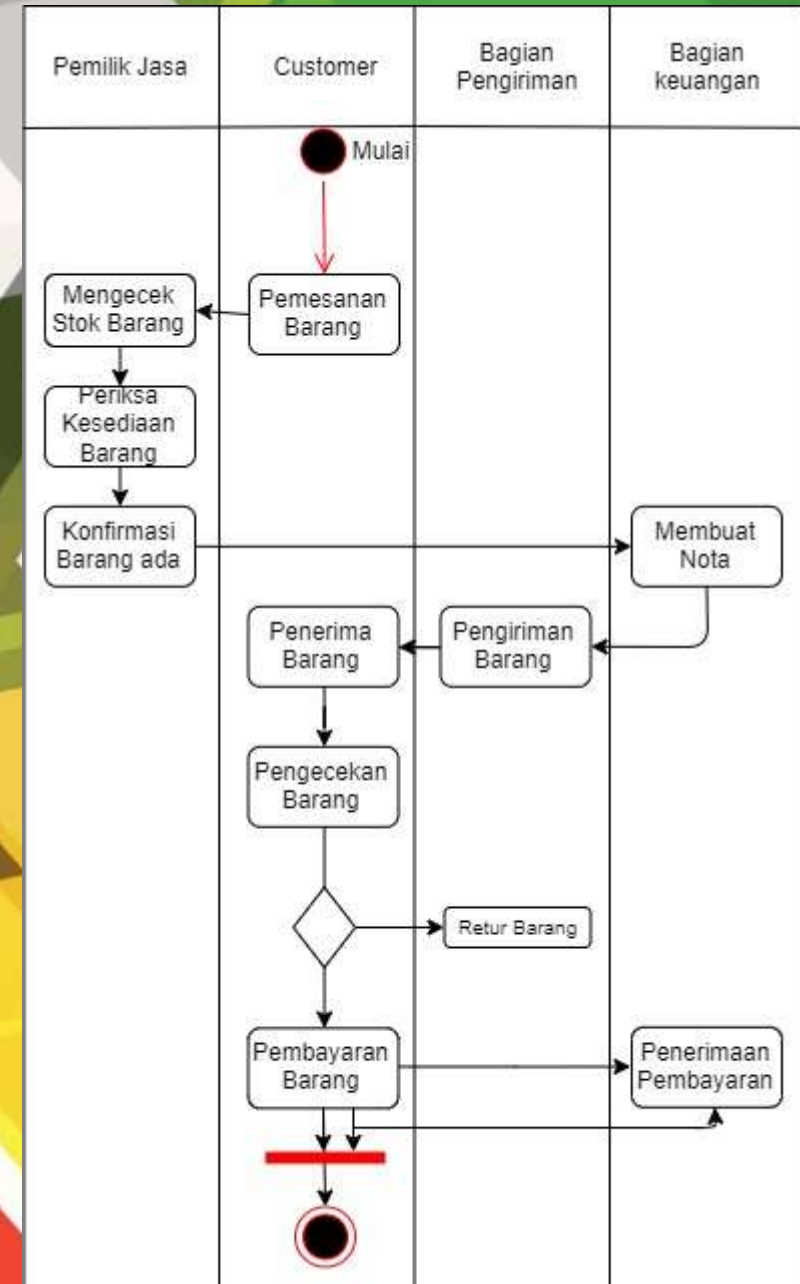 Pemilik Jasa
Customer
Bagian
Pengiriman
Bagian
keuangan
Mulai
Mengecek
Stok Barang
Pemesanan
Barang
Periksa
Kesediaan
Barang
Konfirmasi
Barang ada
Membuat
Nota
Penerima
Barang
Pengiriman
Barang
Pengecekan
Barang
Retur Barang
Pembayaran
Barang
Penerimaan
Pembayaran